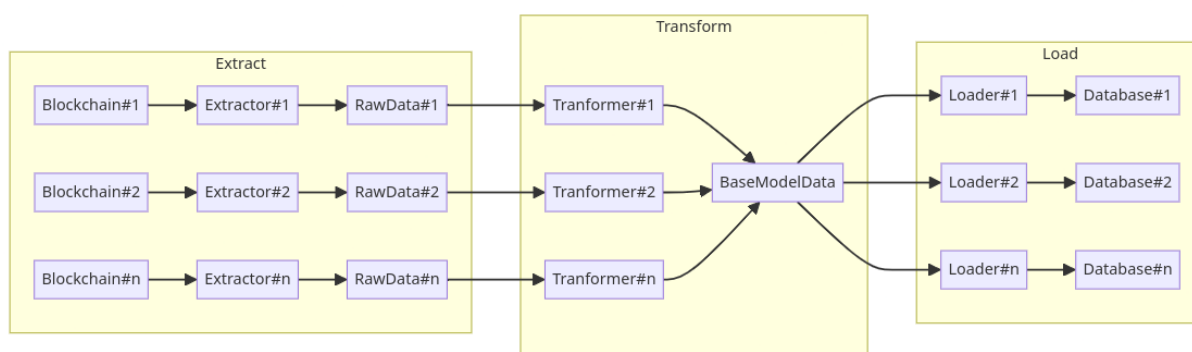 Extract
Blockchain#1
Extractor#1
RawData#1
Blockchain#2
Extractor#2
RawData#2
Blockchain#n
Extractor#n
RawData#n
Transform
Tranformer#1
Tranformer#2
Tranformer#n
BaseModelData
Load
Loader#1
Database#1
Loader#2
Database#2
Loader#n
Database#n